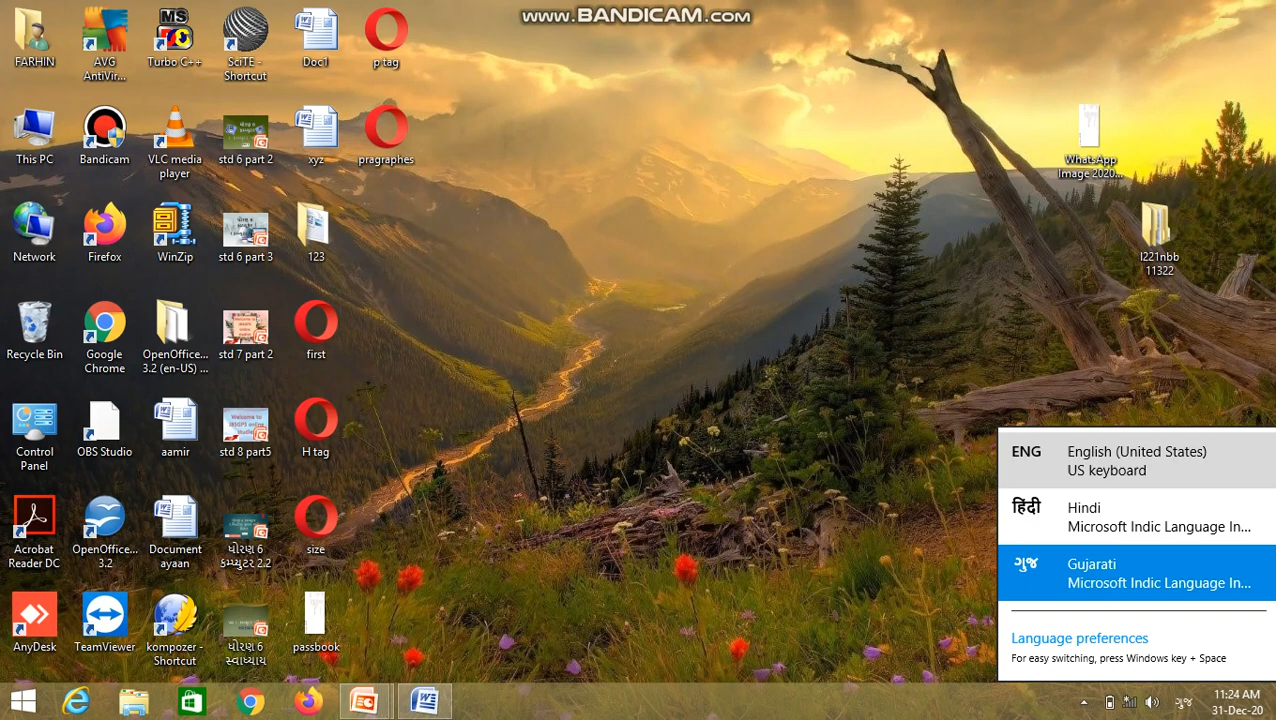 www.BANDICAM.com
FARHIN
AVG
AntiVir...
Turbo C++
SciTE -
Shortcut
Doc1
p tag
This PC
Bandicam
VLC media
player
std 6 part 2
xyz
pragraphes
WhatsApp
Image 2020...
Network
Firefox
WinZip
std 6 part 3
123
l221nbb
11322
Recycle Bin
Google
Chrome
OpenOffice...
3.2 (en-US) ...
std 7 part 2
first
Control
Panel
OBS Studio
aamir
std 8 part5
H tag
Acrobat
Reader DC
OpenOffice...
3.2
Document
ayaan
ધોરણ 6
કમ્પ્યુટર 2.2
size
AnyDesk
TeamViewer
kompozer -
Shortcut
ધોરણ 6
સ્વાધ્યાય
passbook
ENG English (United States)
US keyboard
हिंदी Hindi
Microsoft Indic Language In...
ગુજ Gujarati
Microsoft Indic Language In...
Language preferences
For easy switching, press Windows key + Space
ગુજ
11:24 AM
31-Dec-20